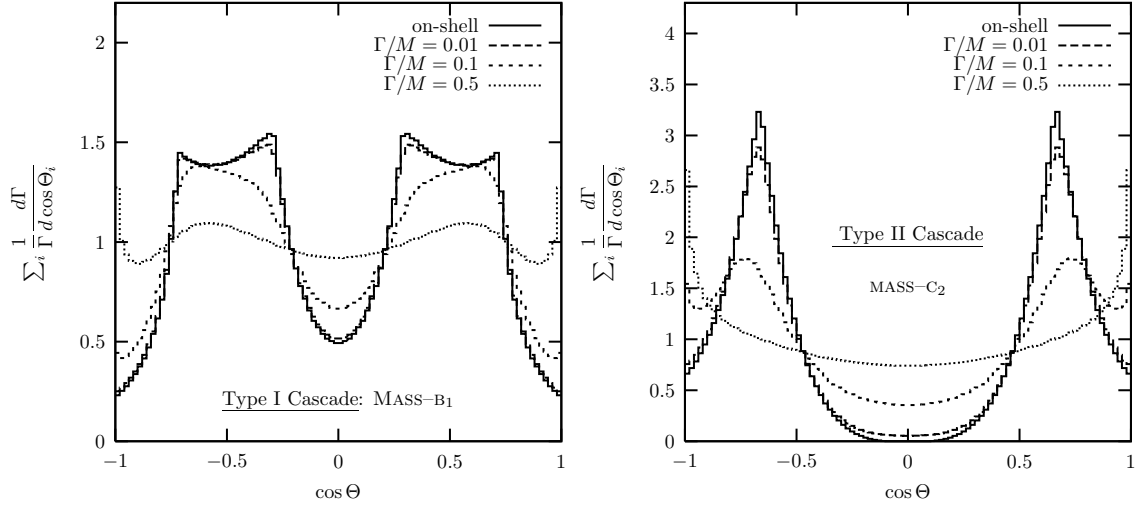 2
1.5
1
0.5
0
−1
−0.5
0
0.5
1
cos Θ
∑i 1/Γ dΓ/d cos Θi
on-shell
Γ/M = 0.01
Γ/M = 0.1
Γ/M = 0.5
Type I Cascade: MASS–B1
4
3.5
3
2.5
2
1.5
1
0.5
0
−1
−0.5
0
0.5
1
cos Θ
∑i 1/Γ dΓ/d cos Θi
on-shell
Γ/M = 0.01
Γ/M = 0.1
Γ/M = 0.5
Type II Cascade
MASS–C2